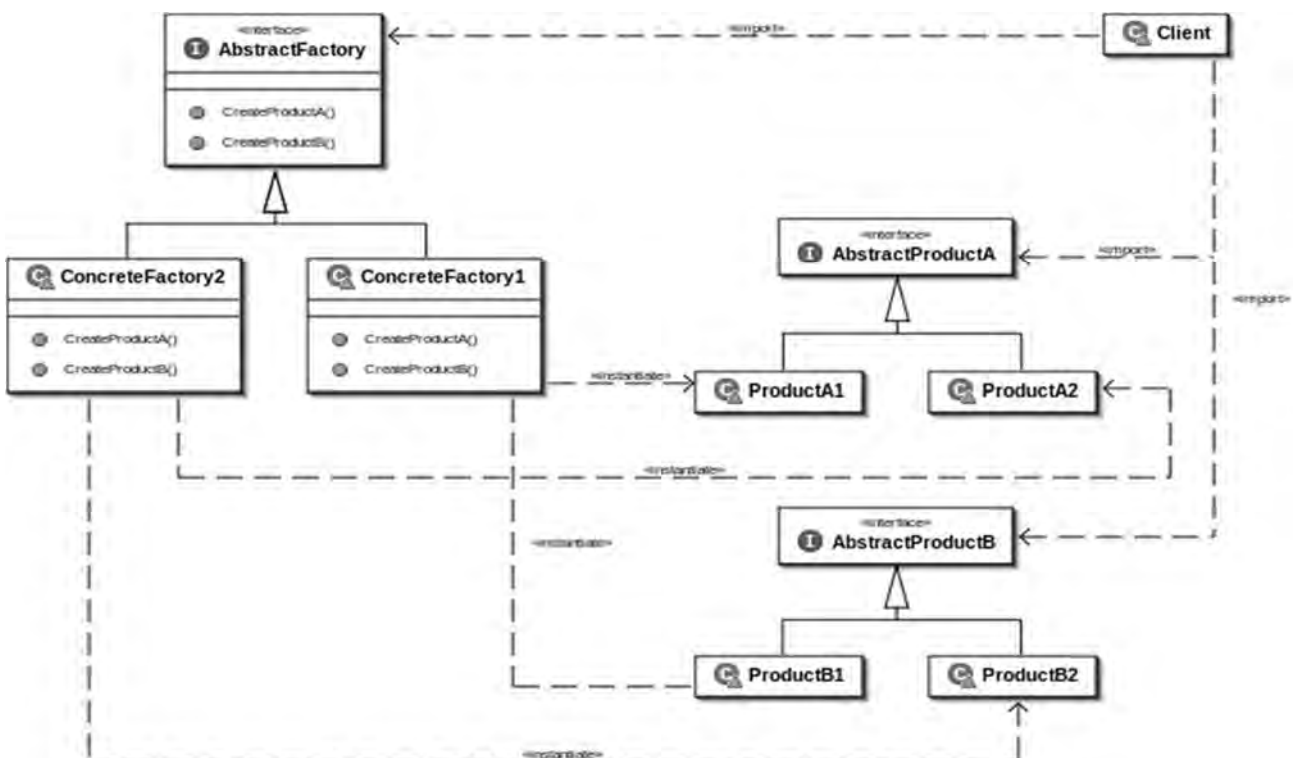 «interface»
I AbstractFactory
CreateProductA()
CreateProductB()
«import»
C Client
C ConcreteFactory2
CreateProductA()
CreateProductB()
C ConcreteFactory1
CreateProductA()
CreateProductB()
«interface»
I AbstractProductA
«import»
«import»
«instantiate»
C ProductA1
C ProductA2
«instantiate»
«interface»
I AbstractProductB
«instantiate»
C ProductB1
C ProductB2
«instantiate»